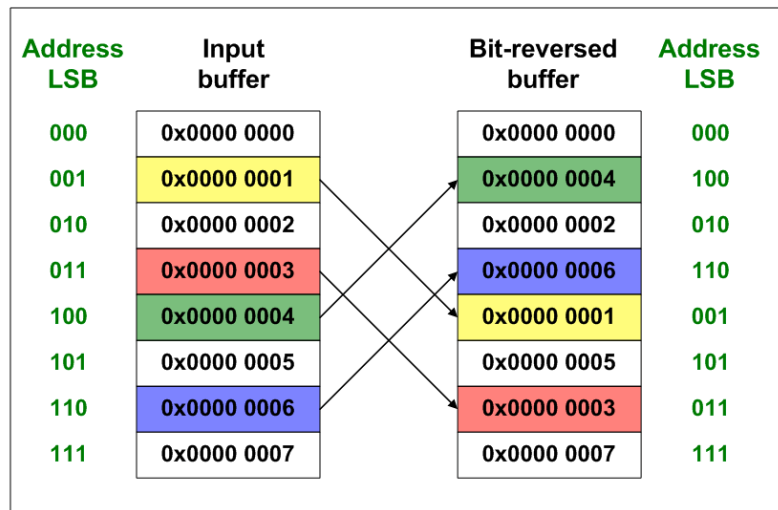 Address Input Bit-reversed Address
LSB buffer buffer LSB
000 0x0000 0000 0x0000 0000 000
001 0x0000 0001 0x0000 0004 100
010 0x0000 0002 0x0000 0002 010
011 0x0000 0003 0x0000 0006 110
100 0x0000 0004 0x0000 0001 001
101 0x0000 0005 0x0000 0005 101
110 0x0000 0006 0x0000 0003 011
111 0x0000 0007 0x0000 0007 111